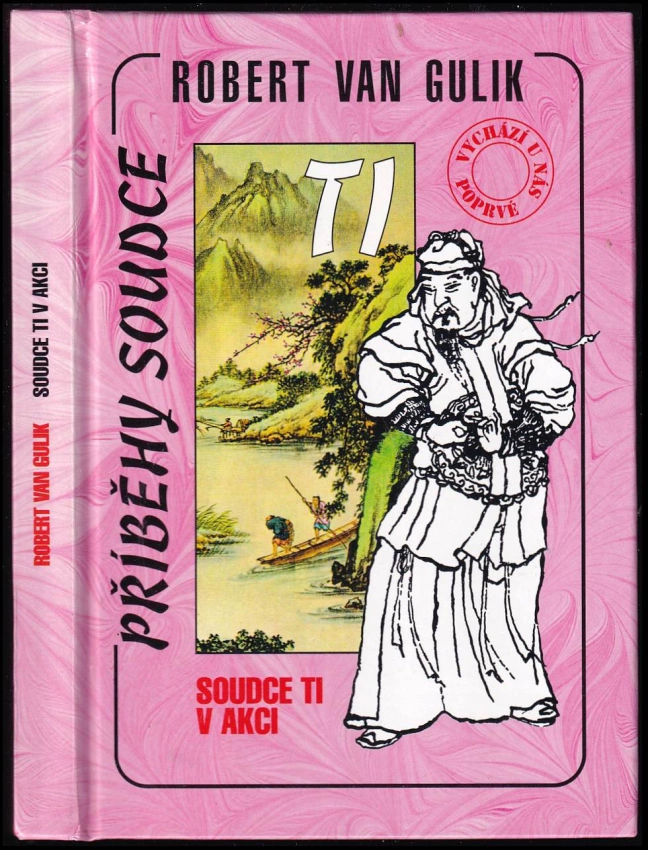 ROBERT VAN GULIK
PŘÍBĚHY SOUDCE
TI
VYCHÁZÍ U NÁS
POPRVÉ
SOUDCE TI
V AKCI
ROBERT VAN GULIK SOUDCE TI V AKCI